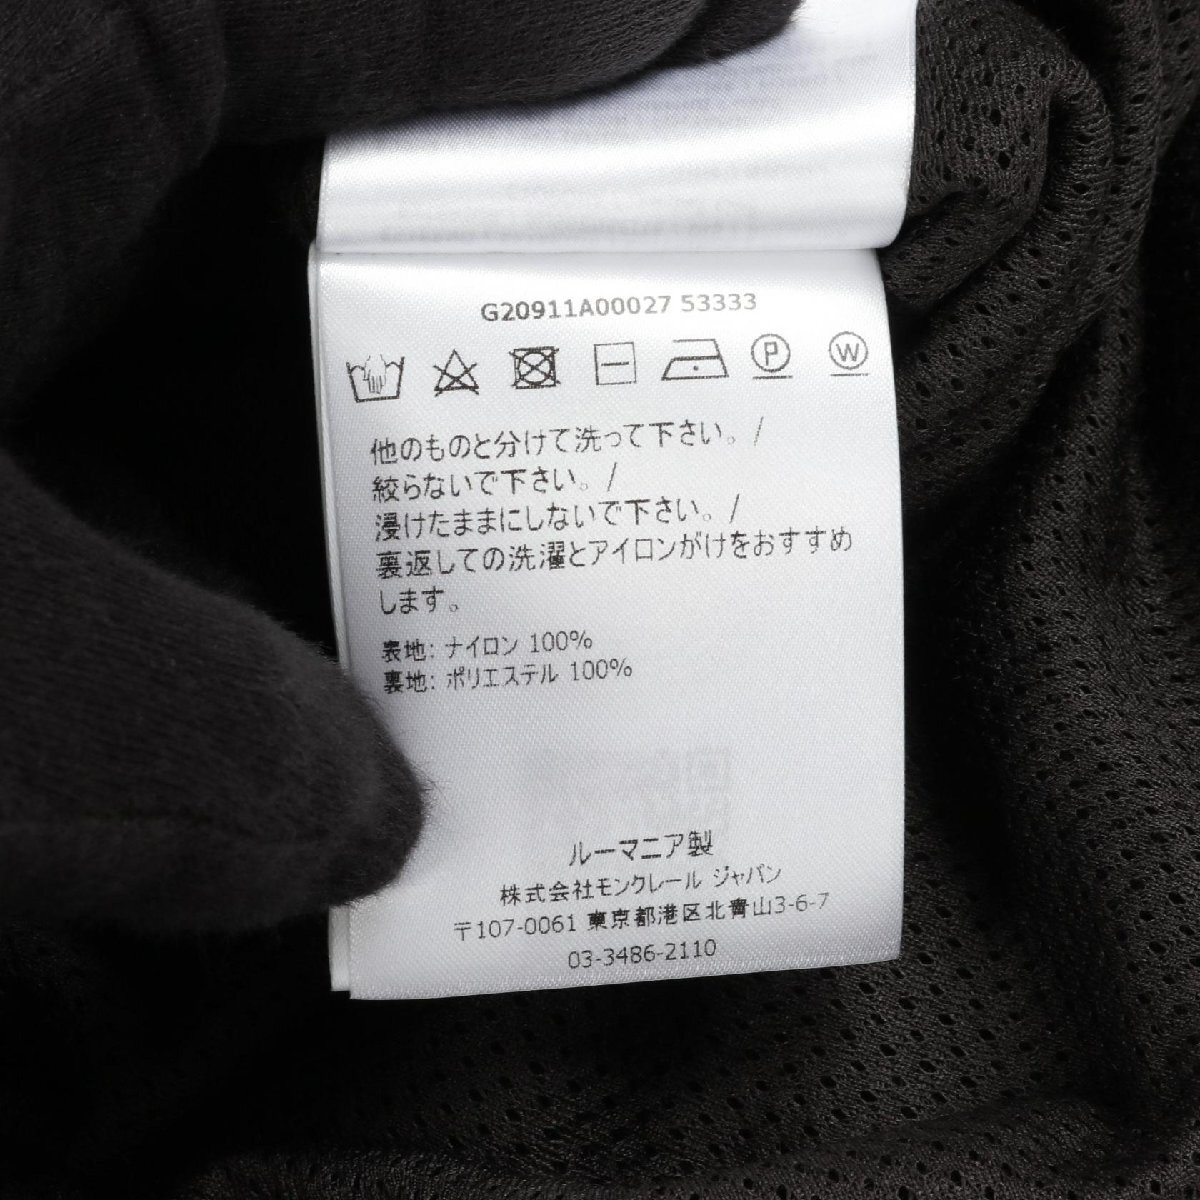 G20911A00027 53333
P W
他のものと分けて洗って下さい。/
絞らないで下さい。/
浸けたままにしないで下さい。/
裏返しての洗濯とアイロンがけをおすすめ
します。
表地: ナイロン 100%
裏地: ポリエステル 100%
ルーマニア製
株式会社モンクレール ジャパン
〒107-0061 東京都港区北青山3-6-7
03-3486-2110